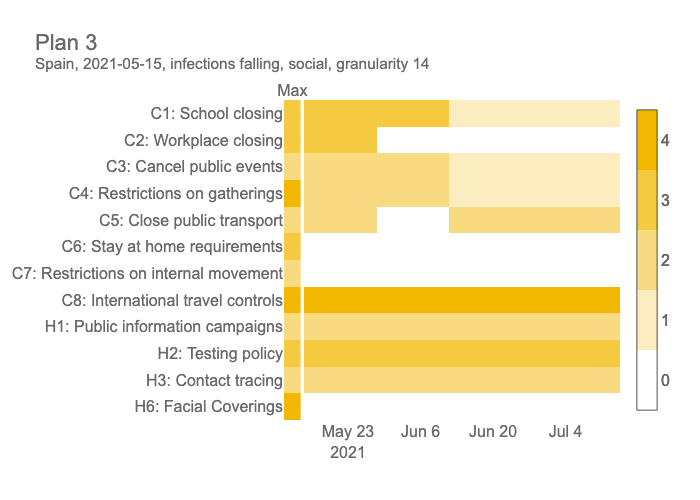 Plan 3
Spain, 2021-05-15, infections falling, social, granularity 14
Max
C1: School closing
C2: Workplace closing
C3: Cancel public events
C4: Restrictions on gatherings
C5: Close public transport
C6: Stay at home requirements
C7: Restrictions on internal movement
C8: International travel controls
H1: Public information campaigns
H2: Testing policy
H3: Contact tracing
H6: Facial Coverings
4
3
2
1
0
May 23 Jun 6 Jun 20 Jul 4
2021